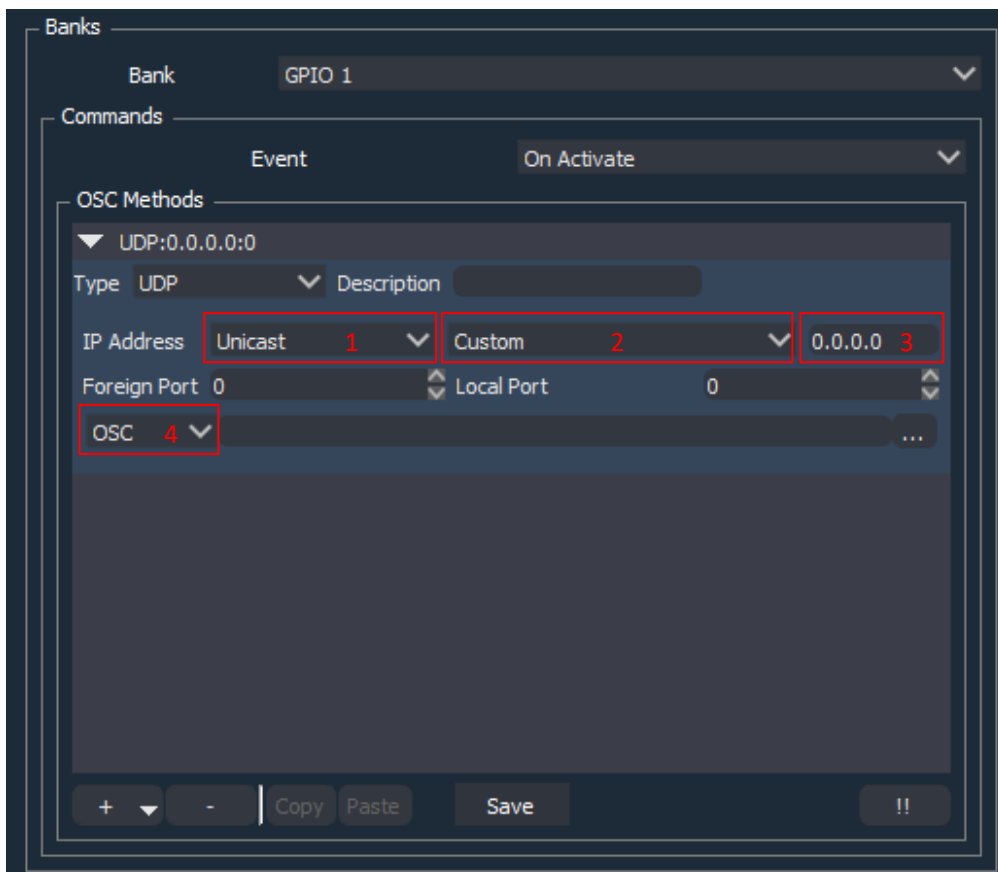 Banks
Bank GPIO 1
Commands
Event On Activate
OSC Methods
UDP:0.0.0.0:0
Type UDP Description
IP Address Unicast 1 Custom 2 0.0.0.0 3
Foreign Port 0 Local Port 0
OSC 4 ...
+ - Copy Paste Save !!